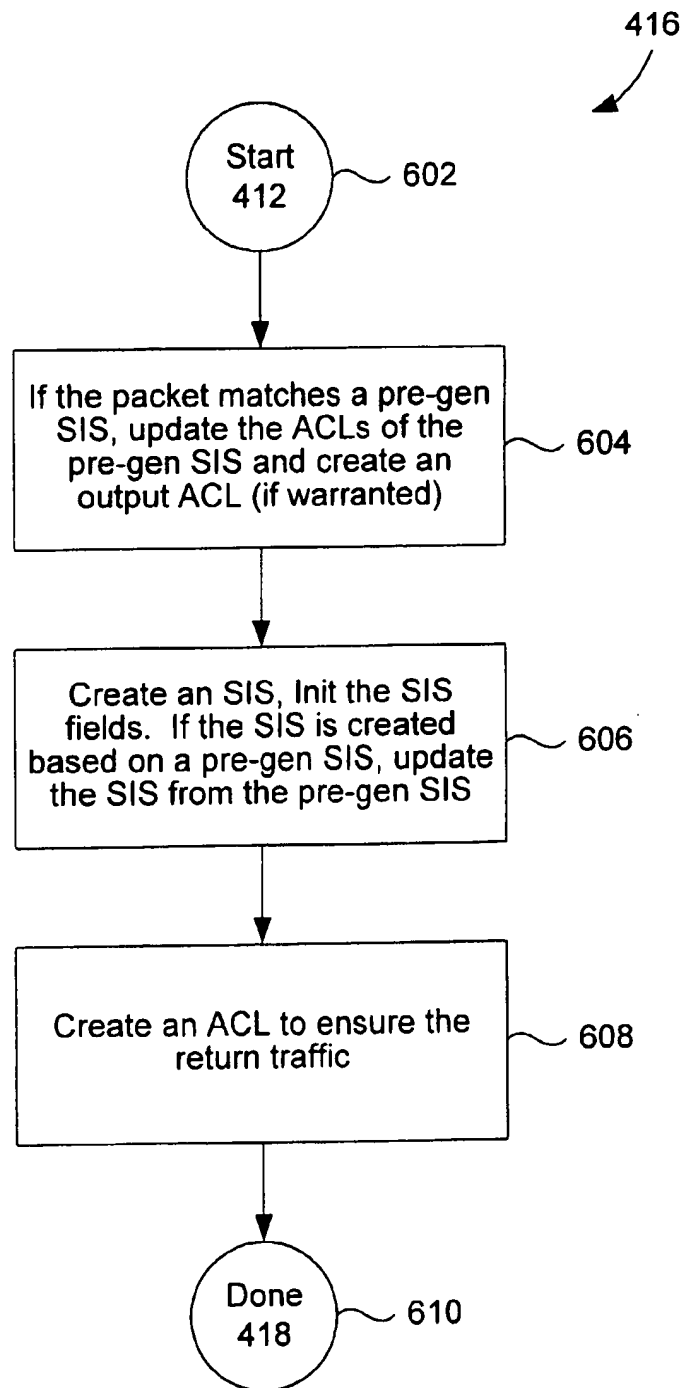 416
Start
412
602
If the packet matches a pre-gen
SIS, update the ACLs of the
pre-gen SIS and create an
output ACL (if warranted)
604
Create an SIS, Init the SIS
fields. If the SIS is created
based on a pre-gen SIS, update
the SIS from the pre-gen SIS
606
Create an ACL to ensure the
return traffic
608
Done
418
610